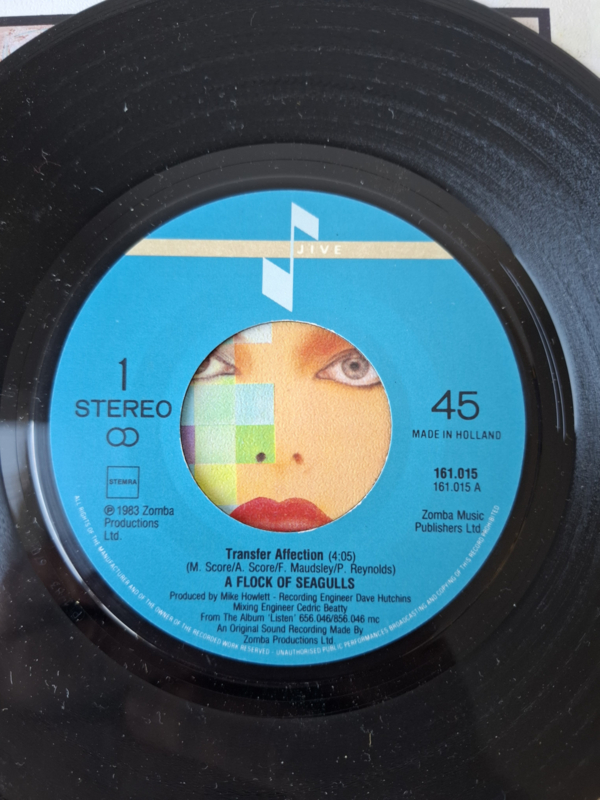 JIVE
1
STEREO
45
MADE IN HOLLAND
STEMRA
161.015
161.015 A
℗ 1983 Zomba
Productions
Ltd.
Zomba Music
Publishers Ltd.
Transfer Affection (4:05)
(M. Score/A. Score/F. Maudsley/P. Reynolds)
A FLOCK OF SEAGULLS
Produced by Mike Howlett - Recording Engineer Dave Hutchins
Mixing Engineer Cedric Beatty
From The Album 'Listen' 656.046/856.046 mc
An Original Sound Recording Made By
Zomba Productions Ltd.
ALL RIGHTS OF THE MANUFACTURER AND OF THE OWNER OF THE RECORDED WORK RESERVED - UNAUTHORISED PUBLIC PERFORMANCES BROADCASTING AND COPYING OF THIS RECORD PROHIBITED